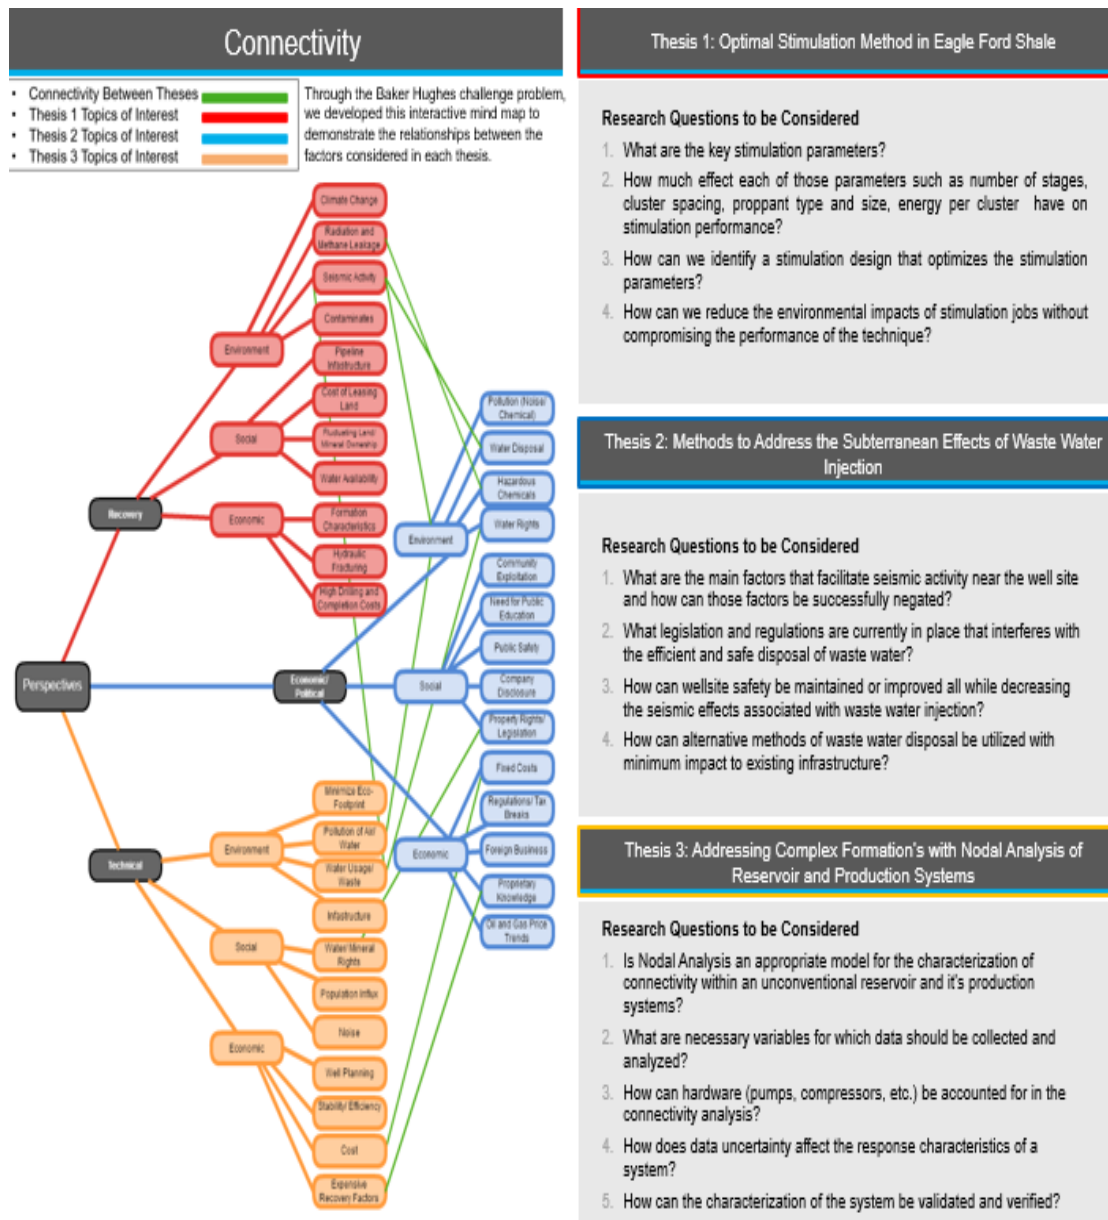 Connectivity
• Connectivity Between Theses
• Thesis 1 Topics of Interest
• Thesis 2 Topics of Interest
• Thesis 3 Topics of Interest
Through the Baker Hughes challenge problem,
we developed this interactive mind map to
demonstrate the relationships between the
factors considered in each thesis.
Perspectives
Recovery
Environment
Climate Change
Radiation and
Methane Leakage
Seismic Activity
Contaminates
Social
Pipeline
Infastructure
Cost of Leasing
Land
Fluctuating Land/
Mineral Ownership
Water Availability
Economic
Formation
Characteristics
Hydraulic
Fracturing
High Drilling and
Completion Costs
Economic/
Political
Environment
Pollution (Noise/
Chemical)
Water Disposal
Hazardous
Chemicals
Water Rights
Social
Community
Exploitation
Need for Public
Education
Public Safety
Company
Disclosure
Property Rights/
Legislation
Economic
Fixed Costs
Regulations/ Tax
Breaks
Foreign Business
Proprietary
Knowledge
Oil and Gas Price
Trends
Technical
Environment
Minimize Eco-
Footprint
Pollution of Air/
Water
Water Usage/
Waste
Infastructure
Social
Water/Mineral
Rights
Population Influx
Noise
Economic
Well Planning
Stability/ Efficiency
Cost
Expensive
Recovery Factors
Thesis 1: Optimal Stimulation Method in Eagle Ford Shale
Research Questions to be Considered
1. What are the key stimulation parameters?
2. How much effect each of those parameters such as number of stages,
cluster spacing, proppant type and size, energy per cluster have on
stimulation performance?
3. How can we identify a stimulation design that optimizes the stimulation
parameters?
4. How can we reduce the environmental impacts of stimulation jobs without
compromising the performance of the technique?
Thesis 2: Methods to Address the Subterranean Effects of Waste Water
Injection
Research Questions to be Considered
1. What are the main factors that facilitate seismic activity near the well site
and how can those factors be successfully negated?
2. What legislation and regulations are currently in place that interferes with
the efficient and safe disposal of waste water?
3. How can wellsite safety be maintained or improved all while decreasing
the seismic effects associated with waste water injection?
4. How can alternative methods of waste water disposal be utilized with
minimum impact to existing infrastructure?
Thesis 3: Addressing Complex Formation's with Nodal Analysis of
Reservoir and Production Systems
Research Questions to be Considered
1. Is Nodal Analysis an appropriate model for the characterization of
connectivity within an unconventional reservoir and it's production
systems?
2. What are necessary variables for which data should be collected and
analyzed?
3. How can hardware (pumps, compressors, etc.) be accounted for in the
connectivity analysis?
4. How does data uncertainty affect the response characteristics of a
system?
5. How can the characterization of the system be validated and verified?